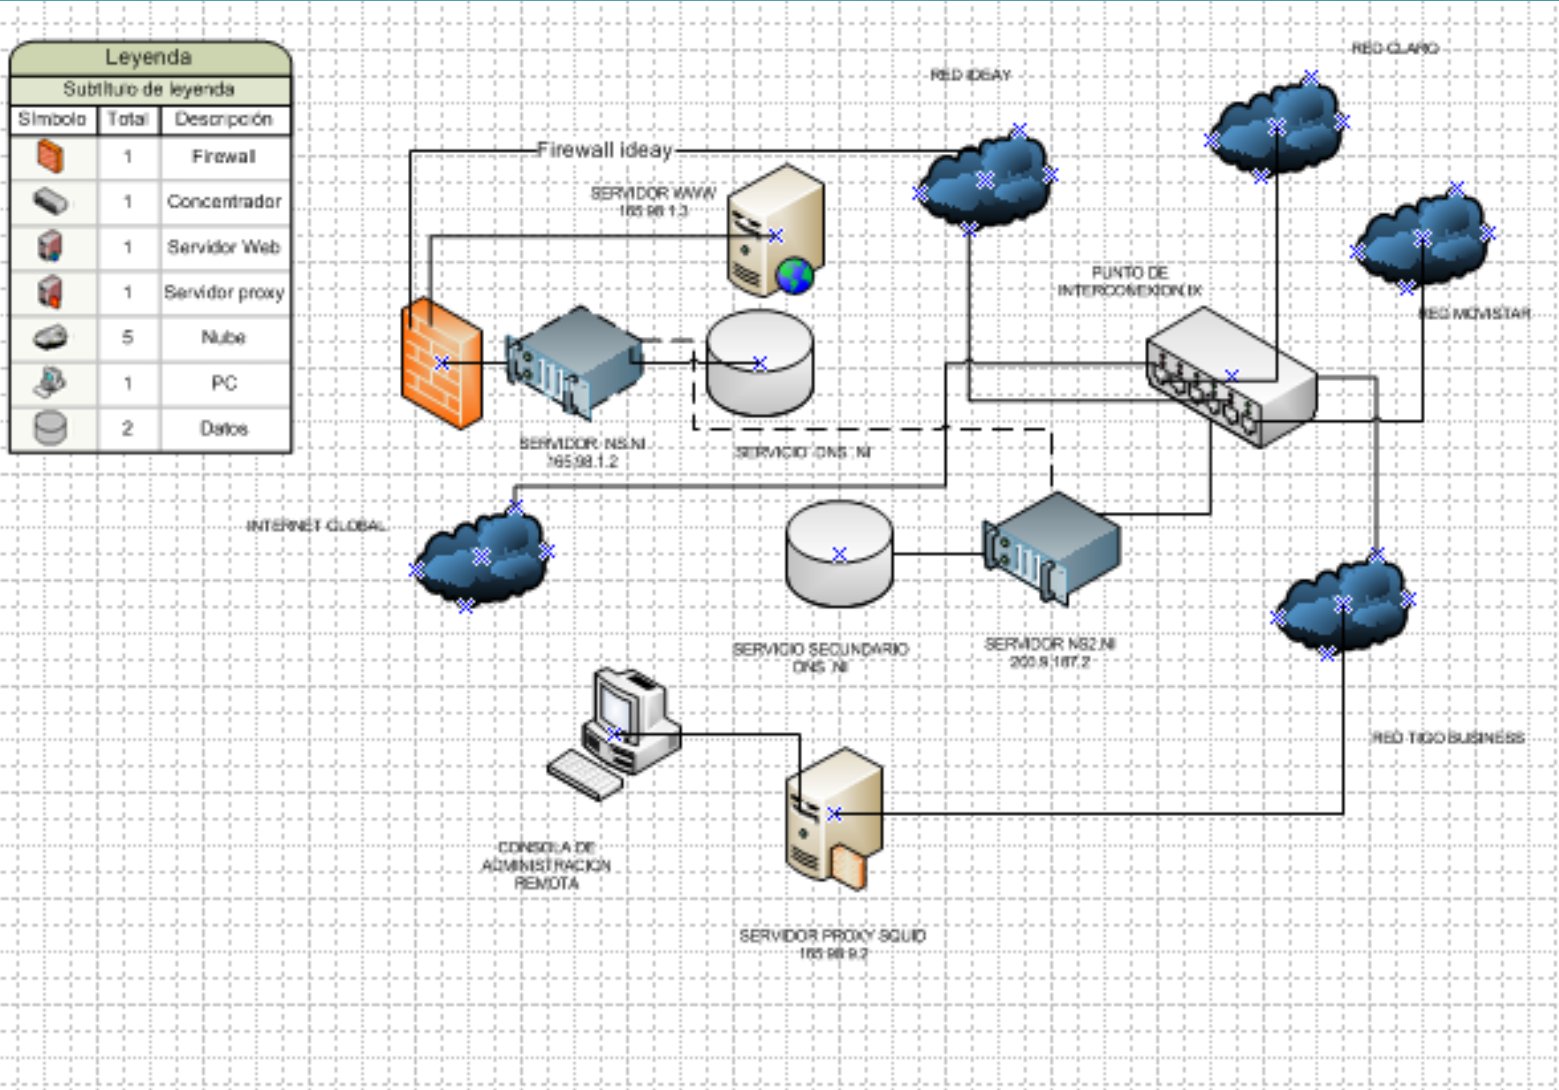 Leyenda
Subtítulo de leyenda
Símbolo Total Descripción
1 Firewall
1 Concentrador
1 Servidor Web
1 Servidor proxy
5 Nube
1 PC
2 Datos
RED CLARO
RED IDEAY
Firewall ideay
SERVIDOR WWW
165.98.1.3
PUNTO DE
INTERCONEXION.IX
RED MOVISTAR
SERVIDOR NS.NI
165.98.1.2
SERVICIO DNS .NI
INTERNET GLOBAL
SERVICIO SECUNDARIO
DNS .NI
SERVIDOR NS2.NI
200.9.187.2
RED TIGO BUSINESS
CONSOLA DE
ADMINISTRACION
REMOTA
SERVIDOR PROXY SQUID
165.98.9.2